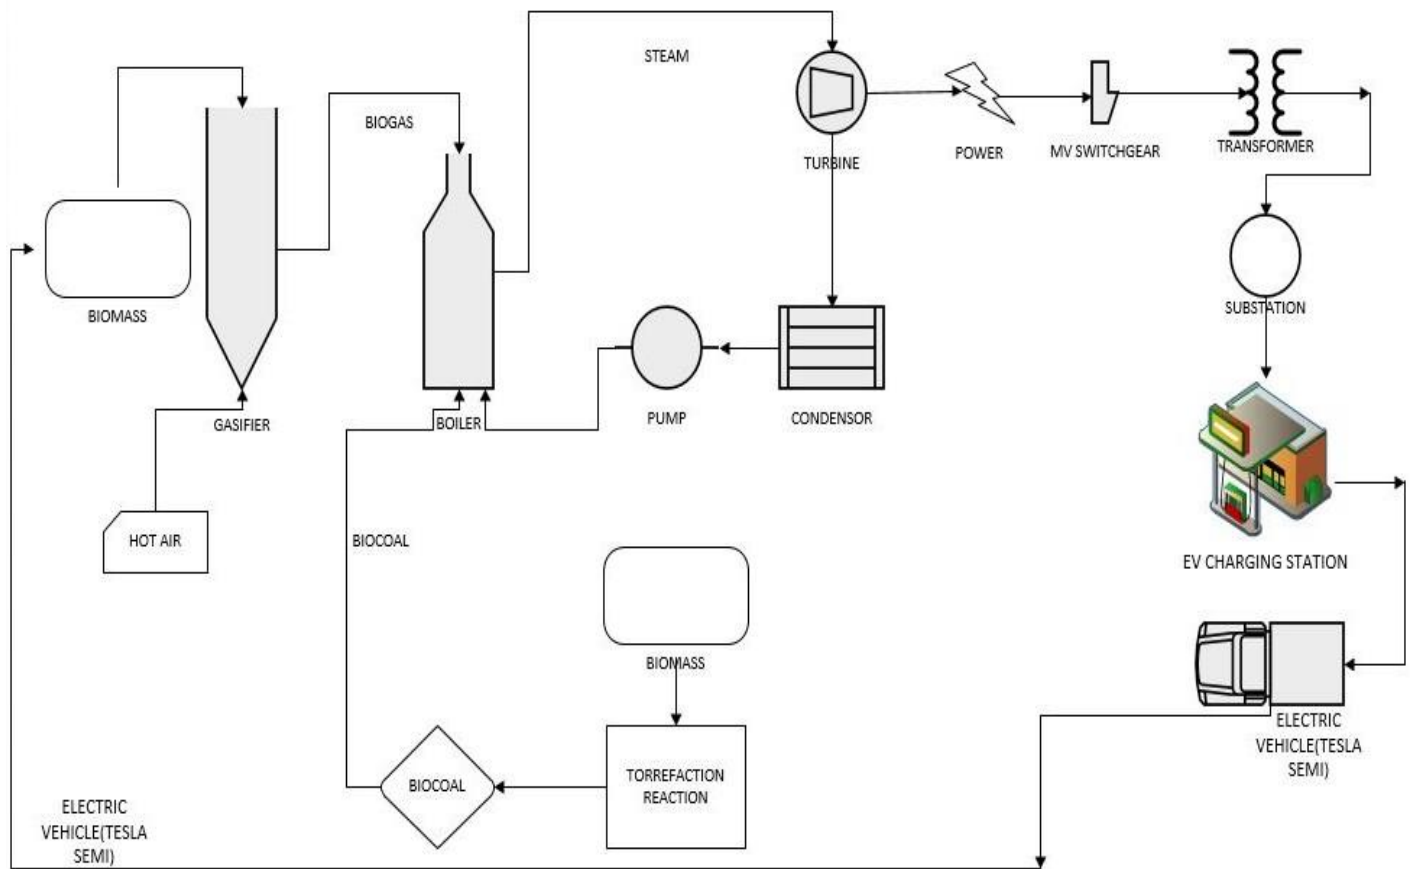 STEAM
BIOGAS
TURBINE
POWER
MV SWITCHGEAR
TRANSFORMER
BIOMASS
SUBSTATION
GASIFIER
BOILER
PUMP
CONDENSOR
HOT AIR
BIOCOAL
EV CHARGING STATION
BIOMASS
ELECTRIC
VEHICLE(TESLA
SEMI)
TORREFACTION
REACTION
BIOCOAL
ELECTRIC
VEHICLE(TESLA
SEMI)